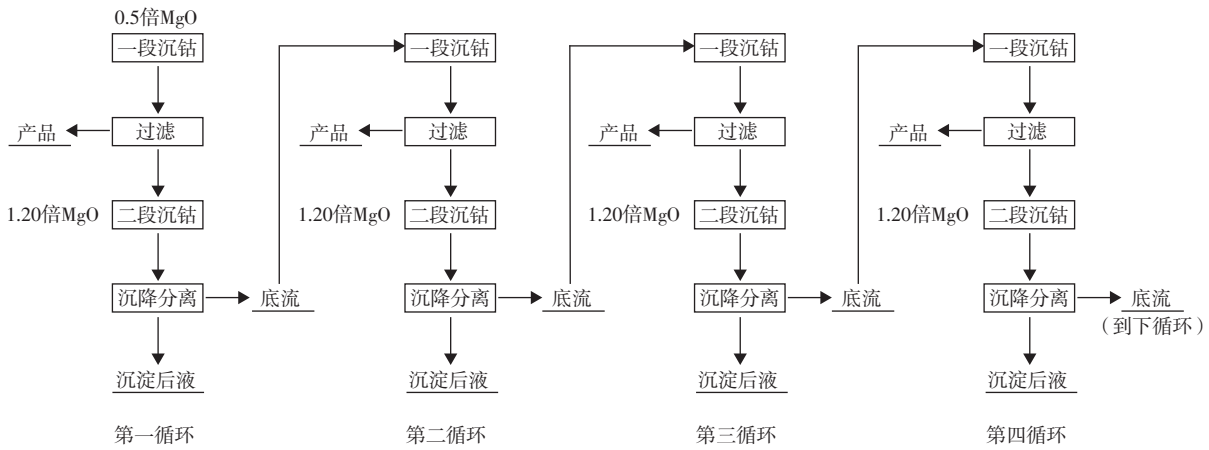 0.5倍MgO
一段沉钴 一段沉钴 一段沉钴 一段沉钴
产品 过滤 产品 过滤 产品 过滤 产品 过滤
1.20倍MgO 二段沉钴 1.20倍MgO 二段沉钴 1.20倍MgO 二段沉钴 1.20倍MgO 二段沉钴
沉降分离 底流 沉降分离 底流 沉降分离 底流 沉降分离 底流
（到下循环）
沉淀后液 沉淀后液 沉淀后液 沉淀后液
第一循环 第二循环 第三循环 第四循环